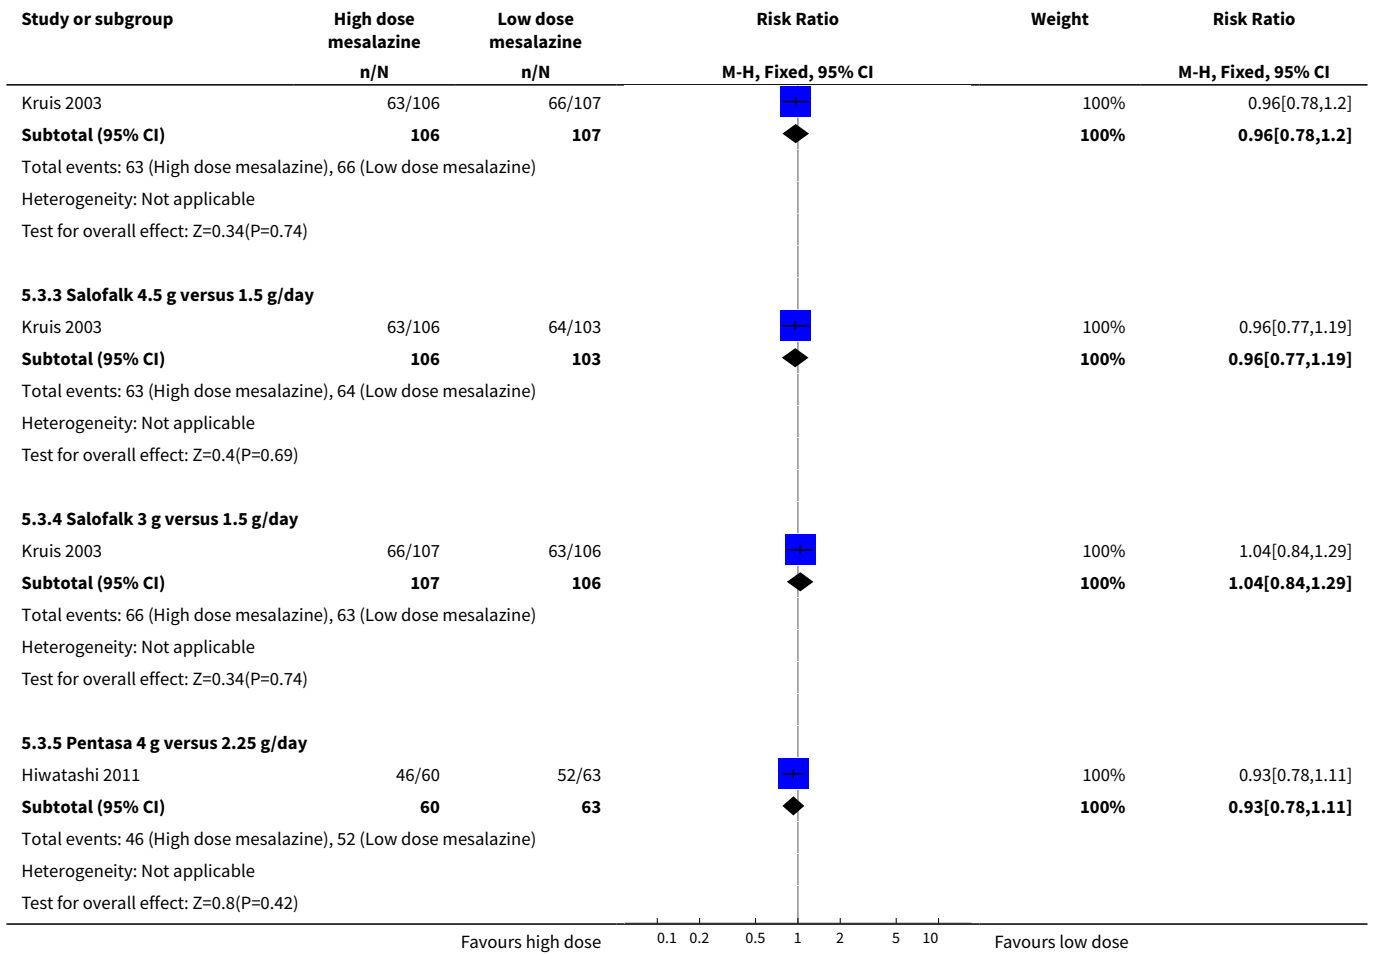 Study or subgroup High dose mesalazine Low dose mesalazine Risk Ratio Weight Risk Ratio
n/N n/N M-H, Fixed, 95% CI M-H, Fixed, 95% CI
Kruis 2003 63/106 66/107 100% 0.96[0.78,1.2]
Subtotal (95% CI) 106 107 100% 0.96[0.78,1.2]
Total events: 63 (High dose mesalazine), 66 (Low dose mesalazine)
Heterogeneity: Not applicable
Test for overall effect: Z=0.34(P=0.74)
5.3.3 Salofalk 4.5 g versus 1.5 g/day
Kruis 2003 63/106 64/103 100% 0.96[0.77,1.19]
Subtotal (95% CI) 106 103 100% 0.96[0.77,1.19]
Total events: 63 (High dose mesalazine), 64 (Low dose mesalazine)
Heterogeneity: Not applicable
Test for overall effect: Z=0.4(P=0.69)
5.3.4 Salofalk 3 g versus 1.5 g/day
Kruis 2003 66/107 63/106 100% 1.04[0.84,1.29]
Subtotal (95% CI) 107 106 100% 1.04[0.84,1.29]
Total events: 66 (High dose mesalazine), 63 (Low dose mesalazine)
Heterogeneity: Not applicable
Test for overall effect: Z=0.34(P=0.74)
5.3.5 Pentasa 4 g versus 2.25 g/day
Hiwatashi 2011 46/60 52/63 100% 0.93[0.78,1.11]
Subtotal (95% CI) 60 63 100% 0.93[0.78,1.11]
Total events: 46 (High dose mesalazine), 52 (Low dose mesalazine)
Heterogeneity: Not applicable
Test for overall effect: Z=0.8(P=0.42)
Favours high dose 0.1 0.2 0.5 1 2 5 10 Favours low dose